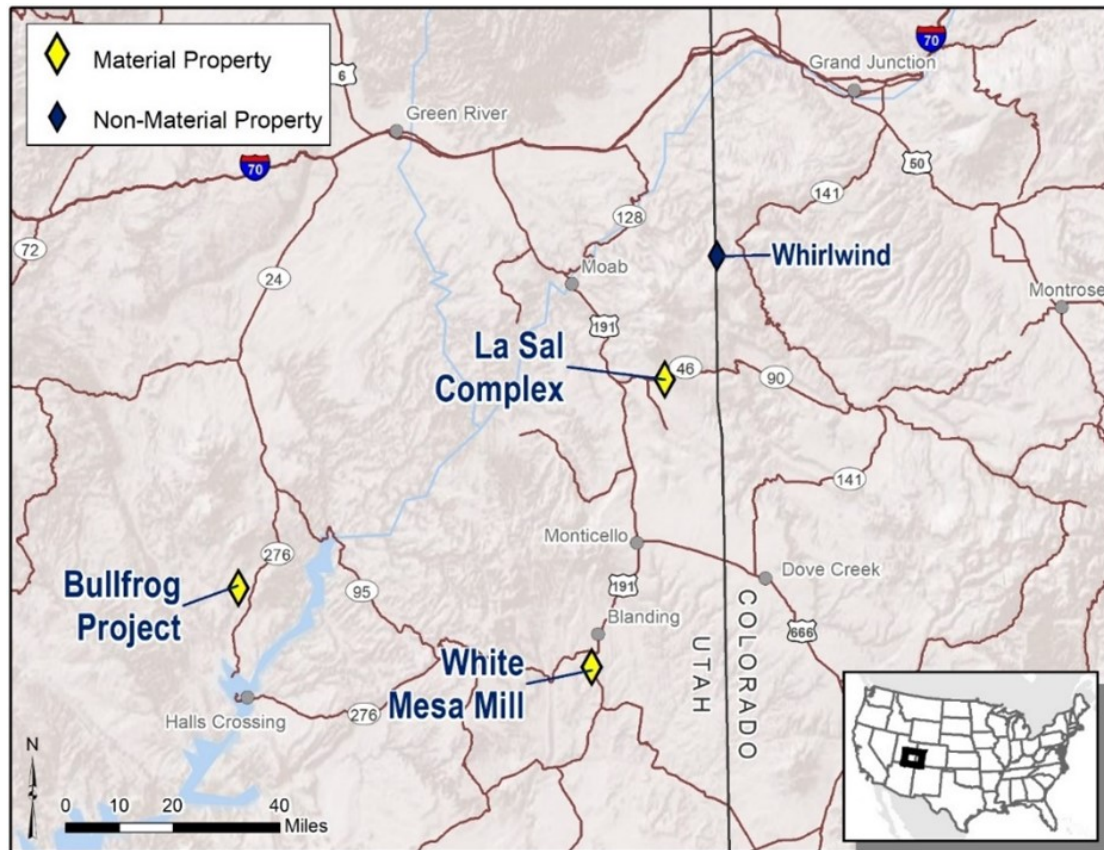 Material Property
Non-Material Property
6
70
Grand Junction
Green River
70
50
141
128
72
24
Moab
Whirlwind
Montrose
191
La Sal
Complex
46
90
141
Monticello
276
Dove Creek
Bullfrog
Project
95
191
Blanding
COLORADO
UTAH
666
White
Mesa Mill
Halls Crossing
276
N
0 10 20 40
Miles